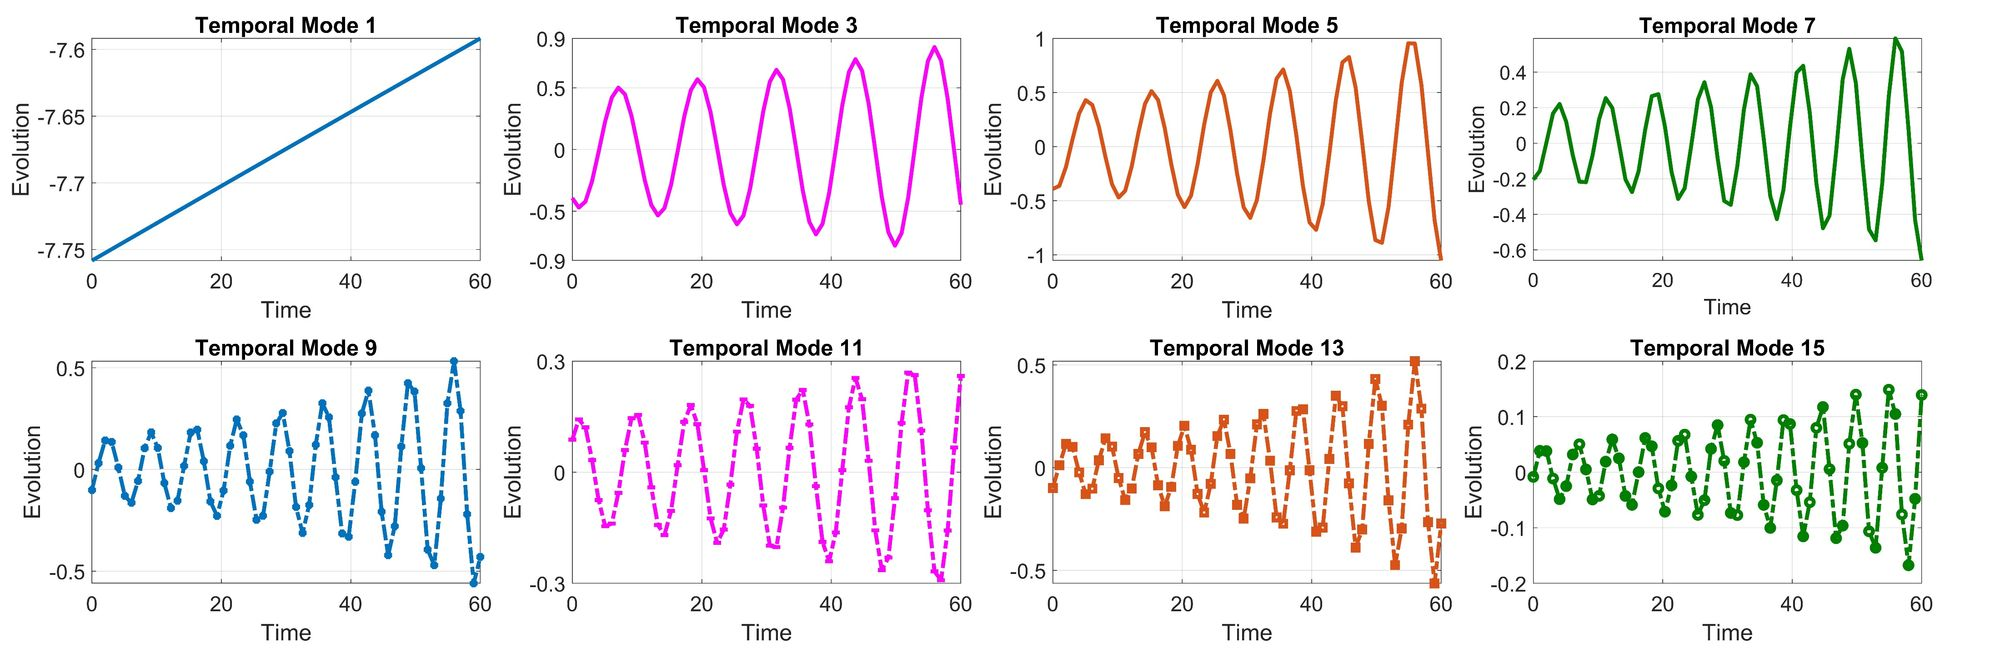 Temporal Mode 1
-7.6
-7.65
-7.7
-7.75
Evolution
0 20 40 60
Time
Temporal Mode 3
0.9
0.5
0
-0.5
-0.9
Evolution
0 20 40 60
Time
Temporal Mode 5
1
0.5
0
-0.5
-1
Evolution
0 20 40 60
Time
Temporal Mode 7
0.4
0.2
0
-0.2
-0.4
-0.6
Evolution
0 20 40 60
Time
Temporal Mode 9
0.5
0
-0.5
Evolution
0 20 40 60
Time
Temporal Mode 11
0.3
0
-0.3
Evolution
0 20 40 60
Time
Temporal Mode 13
0.5
0
-0.5
Evolution
0 20 40 60
Time
Temporal Mode 15
0.2
0.1
0
-0.1
-0.2
Evolution
0 20 40 60
Time